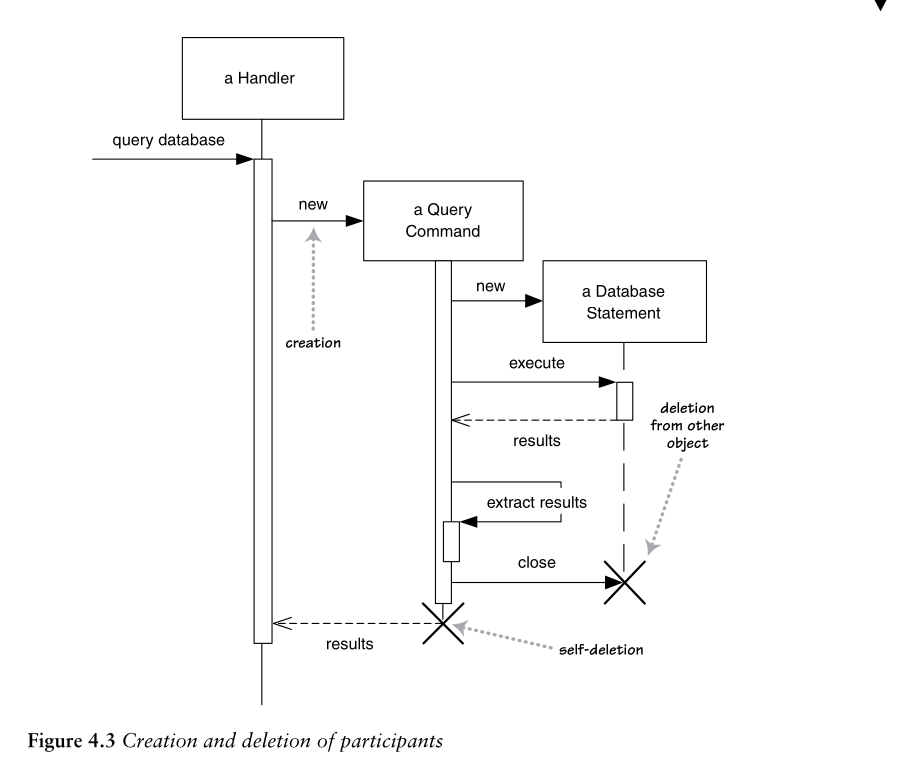 a Handler
query database
new
a Query
Command
new
a Database
Statement
creation
execute
deletion
from other
object
results
extract results
close
results
self-deletion
Figure 4.3 Creation and deletion of participants